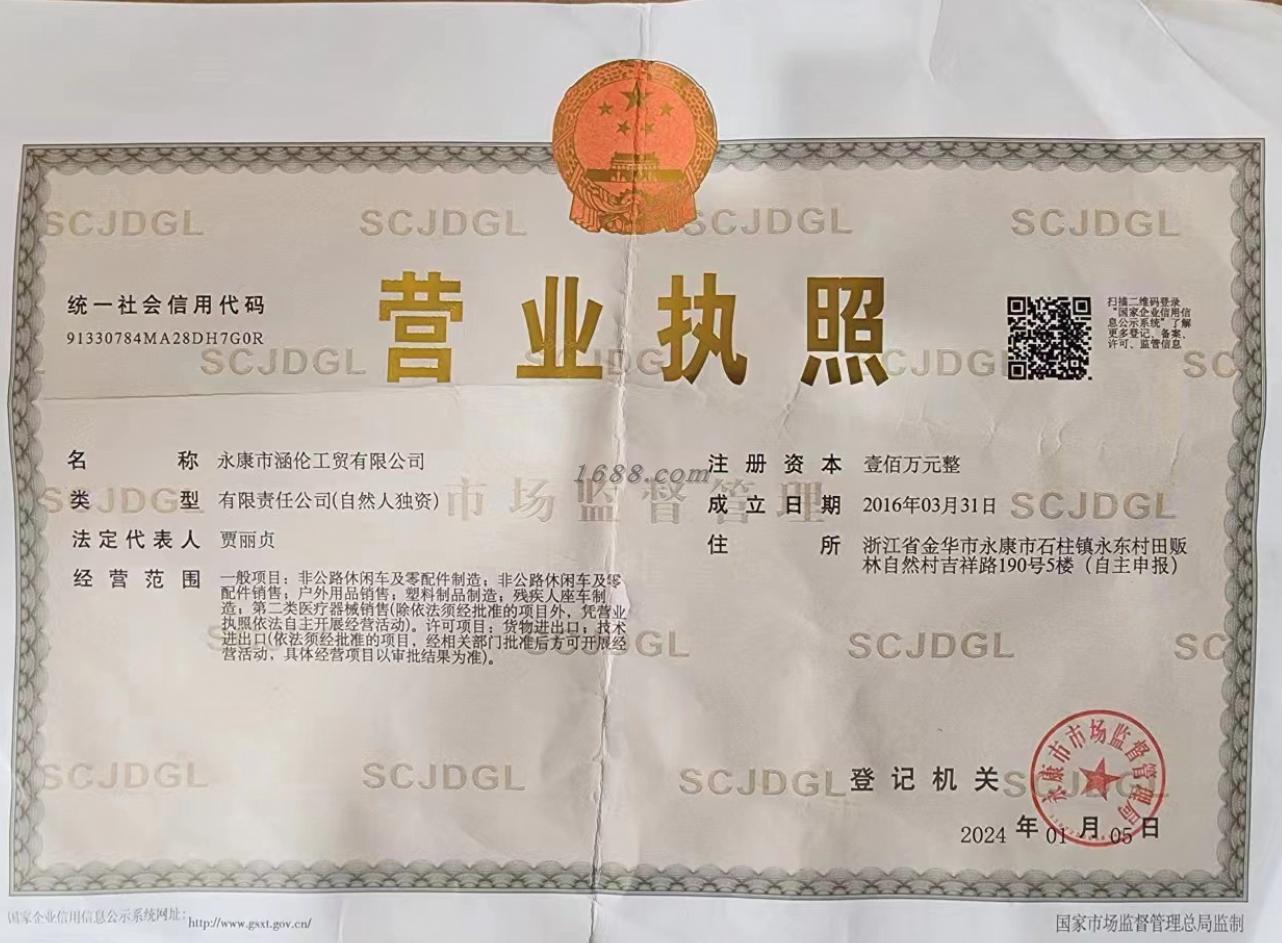 SCJDGL SCJDGL SCJDGL SCJDGL
营业执照
统一社会信用代码
91330784MA28DH7G0R
扫描二维码登录
“国家企业信用信
息公示系统”了解
更多登记、备案、
许可、监管信息
SCJDGL SCJDGL SCJDGL SC
名称 永康市涵伦工贸有限公司
类型 有限责任公司(自然人独资)
法定代表人 贾丽贞
经营范围 一般项目：非公路休闲车及零配件制造；非公路休闲车及零
配件销售；户外用品销售；塑料制品制造；残疾人座车制
造；第二类医疗器械销售(除依法须经批准的项目外，凭营业
执照依法自主开展经营活动)。许可项目：货物进出口；技术
进出口(依法须经批准的项目，经相关部门批准后方可开展经
营活动，具体经营项目以审批结果为准)。
1688.com
注册资本 壹佰万元整
成立日期 2016年03月31日
住所 浙江省金华市永康市石柱镇永东村田畈
林自然村吉祥路190号5楼（自主申报）
SCJDGL 市场监督管理 SCJDGL
SCJDGL SCJDGL SC
SCJDGL SCJDGL SCJDGL SCJDGL
登记机关
永康市市场监督管理局
2024年01月05日
国家企业信用信息公示系统网址：http://www.gsxt.gov.cn/
国家市场监督管理总局监制